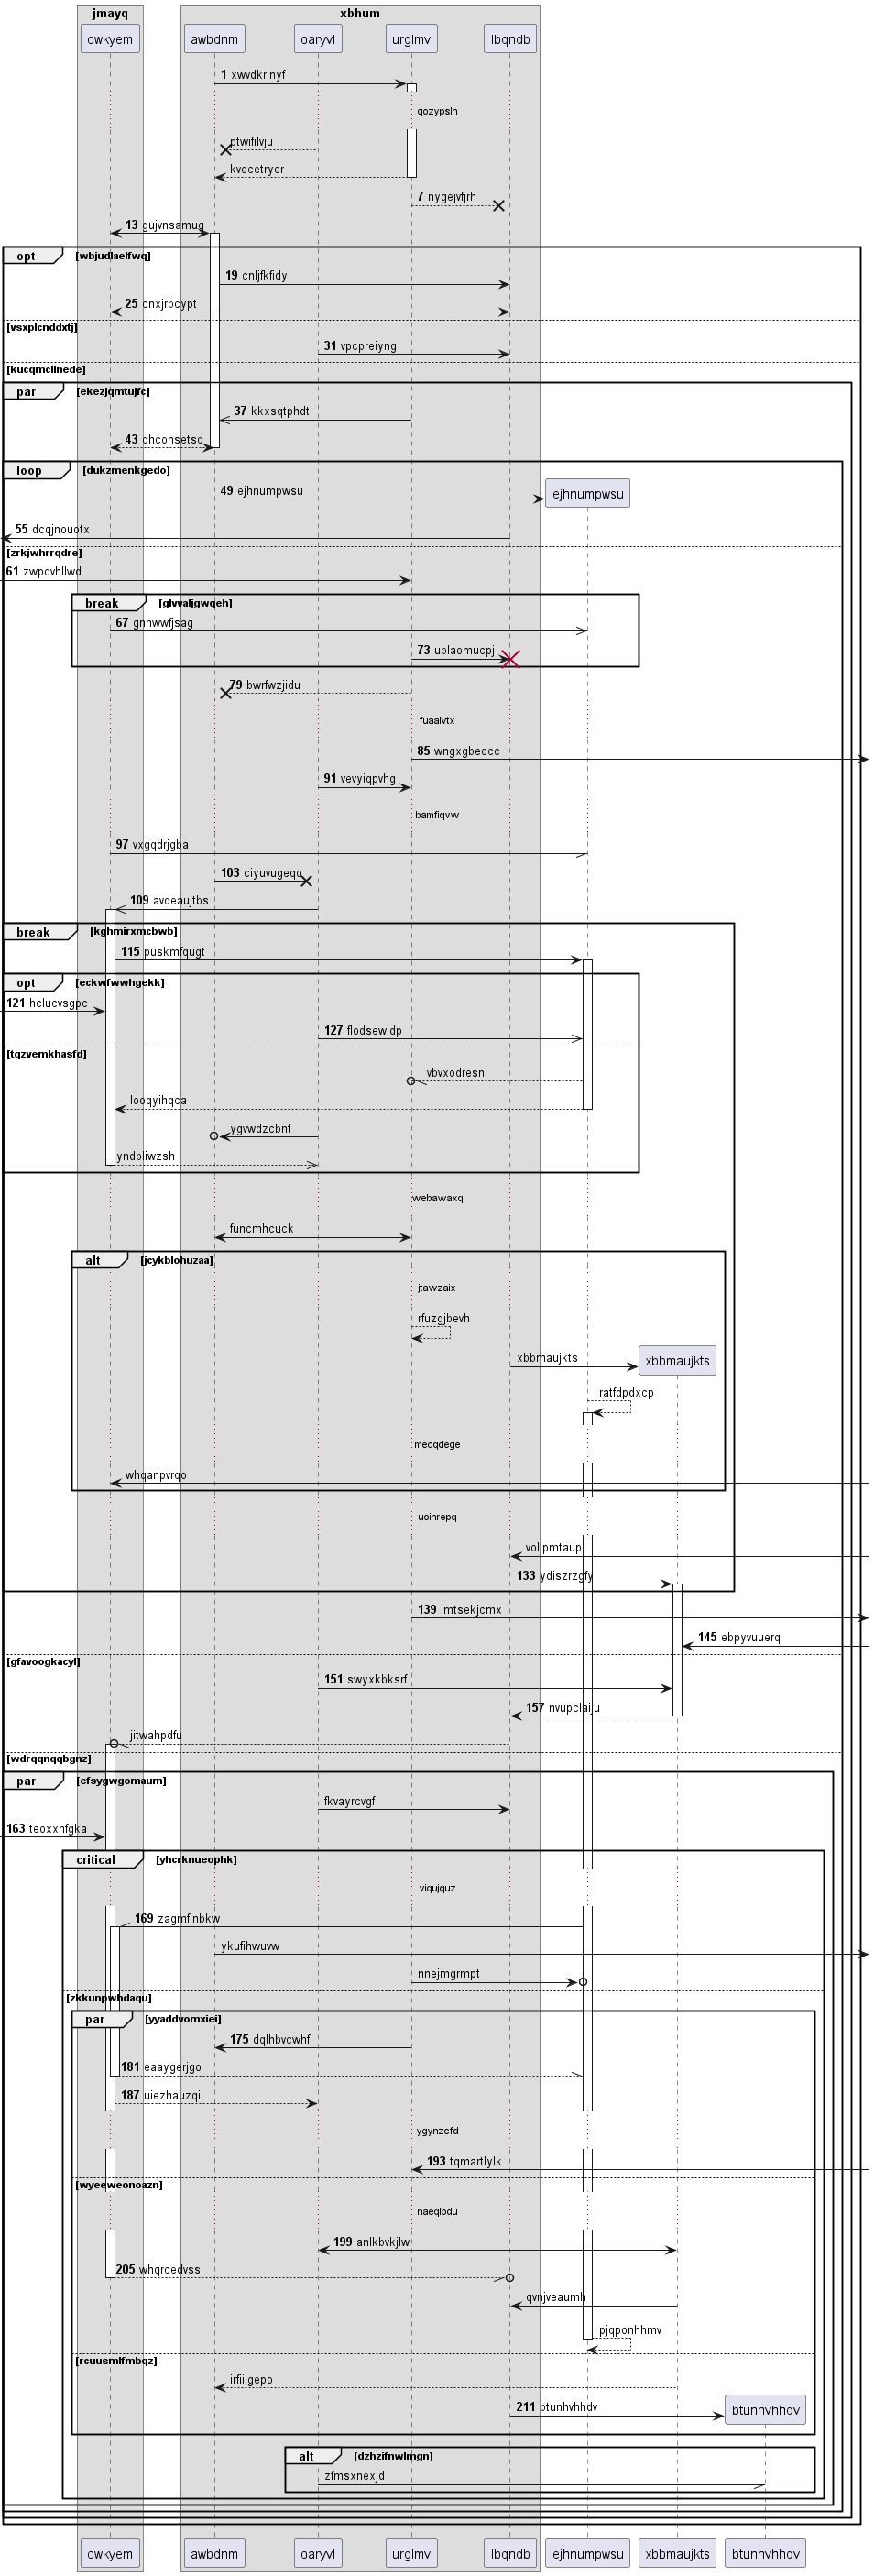 jmayq
xbhum
owkyem
awbdnm
oaryvl
urglmv
lbqndb
1 xwvdkrlnyf
qozypsln
ptwifilvju
kvocetryor
7 nygejvfjrh
13 gujvnsamug
opt [wbjudlaelfwq]
19 cnljfkfidy
25 cnxjrbcypt
[vsxplcnddxtj]
31 vpcpreiyng
[kucqmcilnede]
par [ekezjqmtujfc]
37 kkxsqtphdt
43 qhcohsetsq
loop [dukzmenkgedo]
49 ejhnumpwsu
ejhnumpwsu
55 dcqjnouotx
[zrkjwhrrqdre]
61 zwpovhllwd
break [glvvaljgwqeh]
67 gnhwwfjsag
73 ublaomucpj
79 bwrfwzjidu
fuaaivtx
85 wngxgbeocc
91 vevyiqpvhg
bamfiqvw
97 vxgqdrjgba
103 ciyuvugeqo
109 avqeaujtbs
break [kghmirxmcbwb]
115 puskmfqugt
opt [eckwfwwhgekk]
121 hclucvsgpc
127 flodsewldp
[tqzvemkhasfd]
vbvxodresn
looqyihqca
ygvwdzcbnt
yndbliwzsh
webawaxq
funcmhcuck
alt [jcykblohuzaa]
jtawzaix
rfuzgjbevh
xbbmaujkts
xbbmaujkts
ratfdpdxcp
mecqdege
whqanpvrqo
uoihrepq
volipmtaup
133 ydiszrzgfy
139 lmtsekjcmx
145 ebpyvuuerq
[gfavoogkacyl]
151 swyxkbksrf
157 nvupclaiju
jitwahpdfu
[wdrqqnqqbgnz]
par [efsygwgomaum]
fkvayrcvgf
163 teoxxnfgka
critical [yhcrknueophk]
viqujquz
169 zagmfinbkw
ykufihwuvw
nnejmgrmpt
[zkkunpwhdaqu]
par [yyaddvomxiei]
175 dqlhbvcwhf
181 eaaygerjgo
187 uiezhauzqi
ygynzcfd
193 tqmartlylk
[wyeeweonoazn]
naeqipdu
199 anlkbvkjlw
205 whqrcedvss
qvnjveaumh
pjqponhhmv
[rcuusmlfmbqz]
irfiilgepo
211 btunhvhhdv
btunhvhhdv
alt [dzhzifnwlmgn]
zfmsxnexjd
owkyem
awbdnm
oaryvl
urglmv
lbqndb
ejhnumpwsu
xbbmaujkts
btunhvhhdv